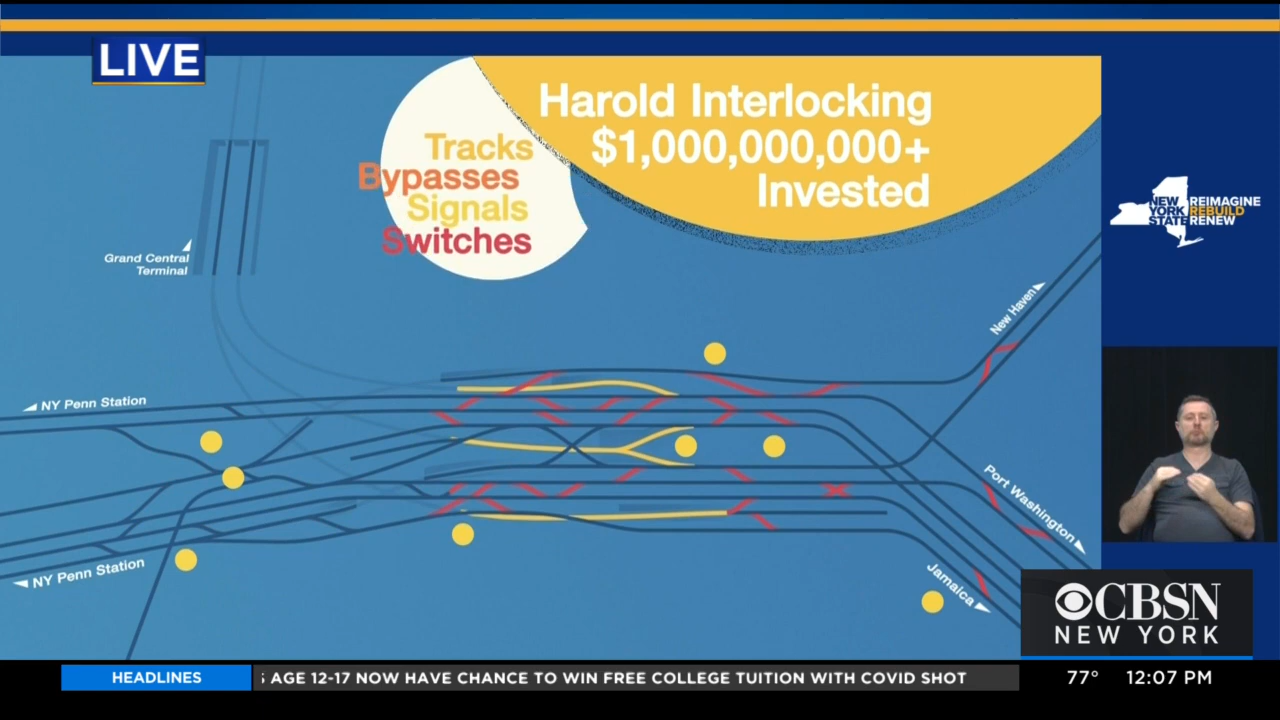 LIVE
Harold Interlocking
$1,000,000,000+
Invested
Tracks
Bypasses
Signals
Switches
NEW
YORK
STATE
REIMAGINE
REBUILD
RENEW
Grand Central
Terminal
New Haven
NY Penn Station
Port Washington
NY Penn Station
Jamaica
CBSN
NEW YORK
HEADLINES
AGE 12-17 NOW HAVE CHANCE TO WIN FREE COLLEGE TUITION WITH COVID SHOT
77° 12:07 PM